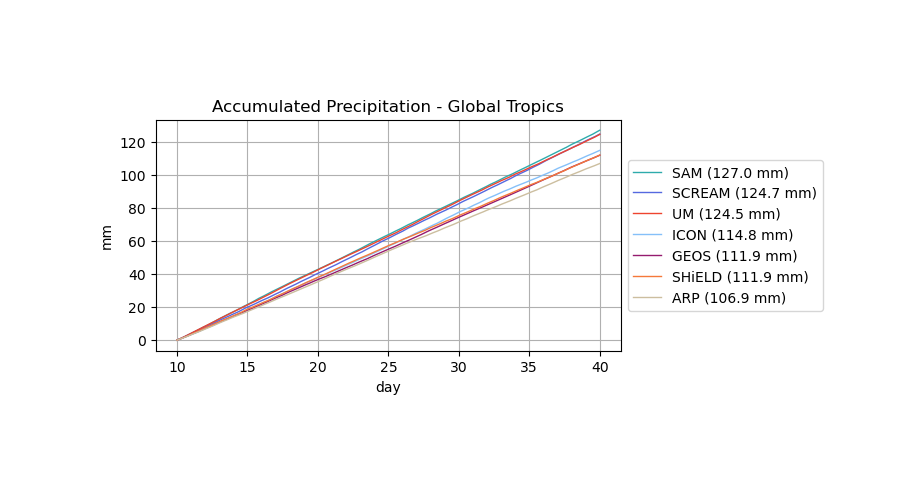 Accumulated Precipitation - Global Tropics
120
100
80
60
40
20
0
mm
10 15 20 25 30 35 40
day
SAM (127.0 mm)
SCREAM (124.7 mm)
UM (124.5 mm)
ICON (114.8 mm)
GEOS (111.9 mm)
SHiELD (111.9 mm)
ARP (106.9 mm)